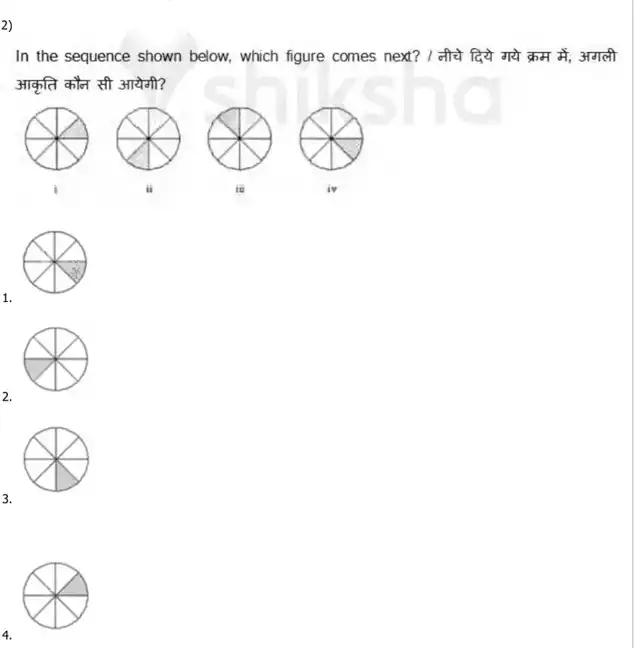 2)
In the sequence shown below, which figure comes next? / नीचे दिये गये क्रम में, अगली
आकृति कौन सी आयेगी?
shiksha
i ii iii iv
1.
2.
3.
4.